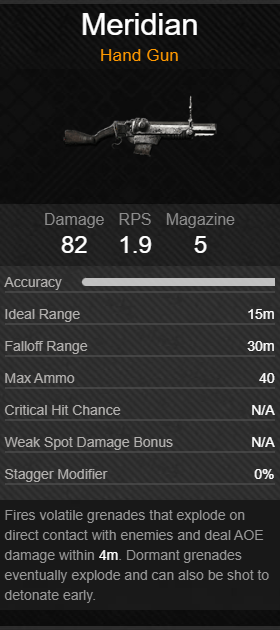 Meridian
Hand Gun
Damage RPS Magazine
82 1.9 5
Accuracy
Ideal Range 15m
Falloff Range 30m
Max Ammo 40
Critical Hit Chance N/A
Weak Spot Damage Bonus N/A
Stagger Modifier 0%
Fires volatile grenades that explode on
direct contact with enemies and deal AOE
damage within 4m. Dormant grenades
eventually explode and can also be shot to
detonate early.